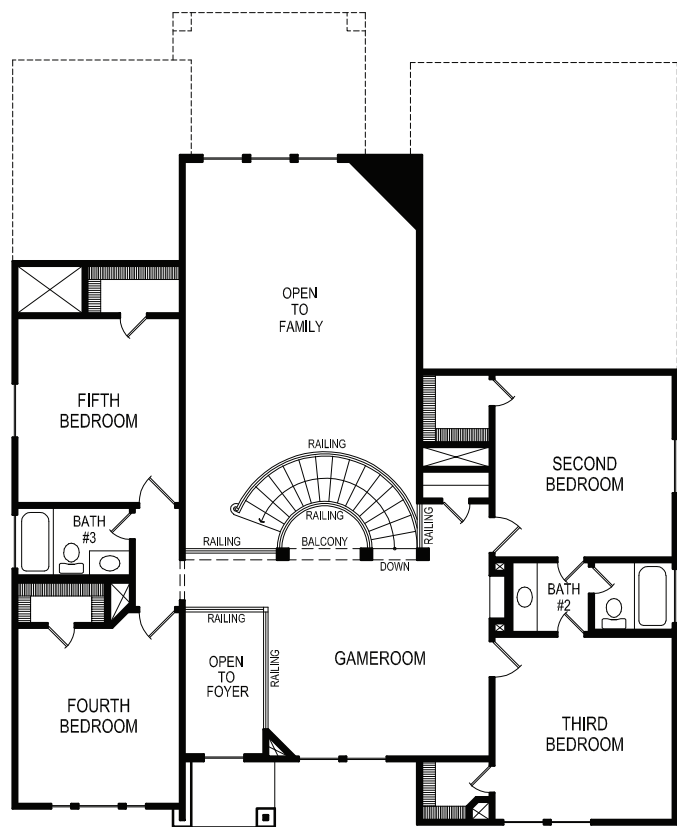 OPEN
TO
FAMILY
FIFTH
BEDROOM
RAILING
SECOND
BEDROOM
BATH
#3
RAILING
RAILING
RAILING
BALCONY
DOWN
BATH
#2
RAILING
OPEN
TO
FOYER
RAILING
GAMEROOM
FOURTH
BEDROOM
THIRD
BEDROOM